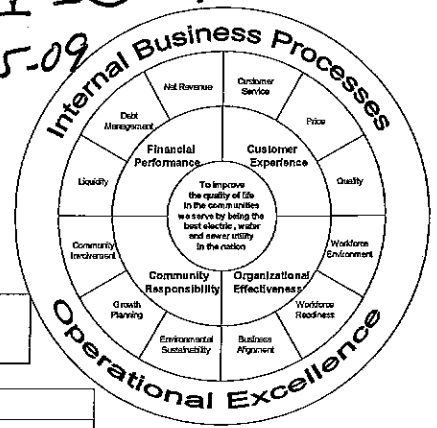 5-09
Internal Business Processes
Net Revenue
Customer
Service
Debt
Management
Price
Financial
Performance
Customer
Experience
Liquidity
Quality
To improve
the quality of life
in the communities
we serve by being the
best electric, water
and sewer utility
in the nation
Community
Involvement
Workforce
Environment
Community
Responsibility
Organizational
Effectiveness
Growth
Planning
Workforce
Readiness
Environmental
Sustainability
Business
Alignment
Operational Excellence